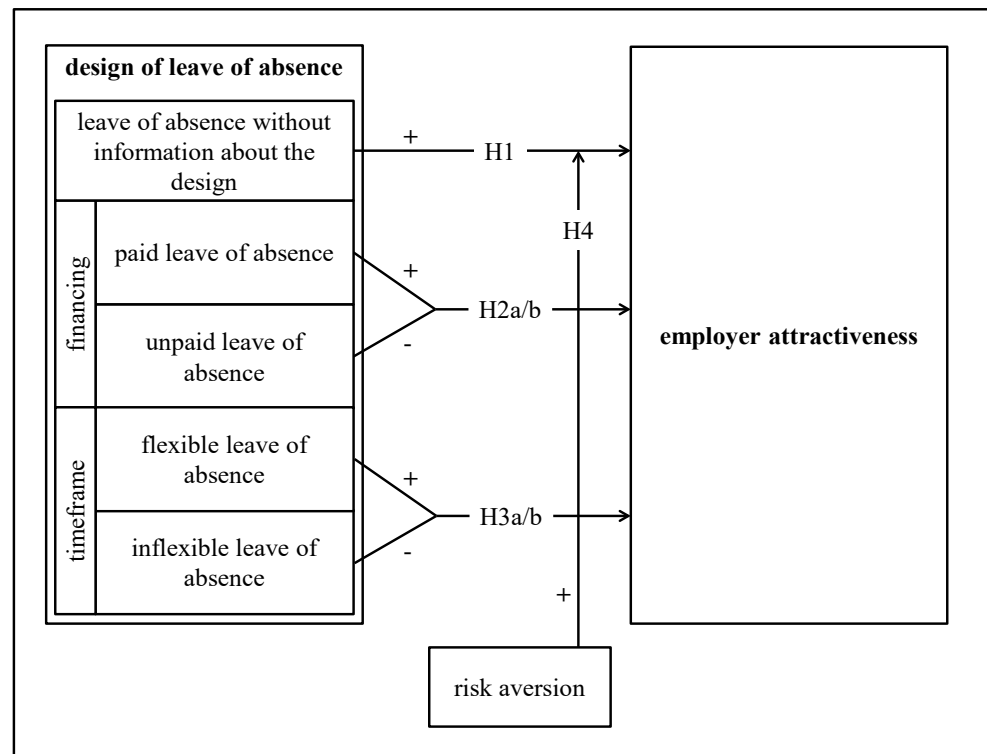 design of leave of absence
leave of absence without
information about the
design
financing
paid leave of absence
unpaid leave of
absence
timeframe
flexible leave of
absence
inflexible leave of
absence
+
H1
H4
+
H2a/b
-
+
H3a/b
-
+
employer attractiveness
risk aversion